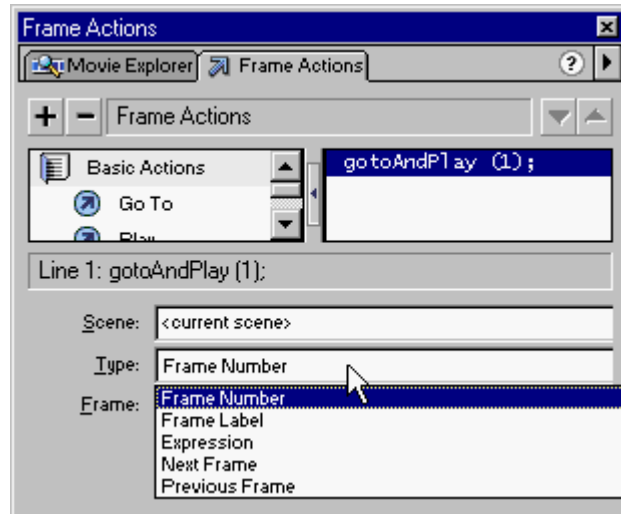 Frame Actions
Movie Explorer Frame Actions ?
+ - Frame Actions
Basic Actions
gotoAndPlay (1);
Go To
Play
Line 1: gotoAndPlay (1);
Scene: <current scene>
Type: Frame Number
Frame: Frame Number
Frame Label
Expression
Next Frame
Previous Frame